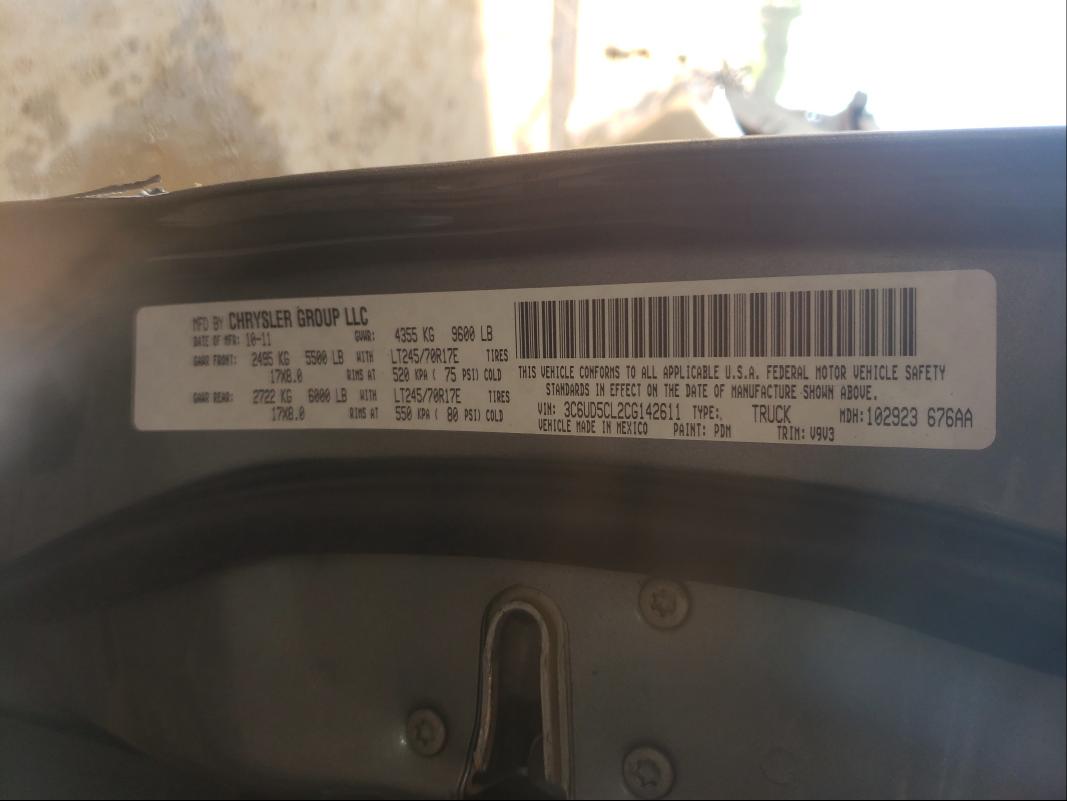 MFD BY CHRYSLER GROUP LLC
DATE OF MFR: 10-11 GVWR: 4355 KG 9600 LB
GAWR FRONT: 2495 KG 5500 LB WITH LT245/70R17E TIRES
17X8.0 RIMS AT 520 KPA ( 75 PSI) COLD
GAWR REAR: 2722 KG 6000 LB WITH LT245/70R17E TIRES
17X8.0 RIMS AT 550 KPA ( 80 PSI) COLD
THIS VEHICLE CONFORMS TO ALL APPLICABLE U.S.A. FEDERAL MOTOR VEHICLE SAFETY
STANDARDS IN EFFECT ON THE DATE OF MANUFACTURE SHOWN ABOVE.
VIN: 3C6UD5CL2CG142611 TYPE: TRUCK MDH: 102923 676AA
VEHICLE MADE IN MEXICO PAINT: PDM TRIM: V9V3